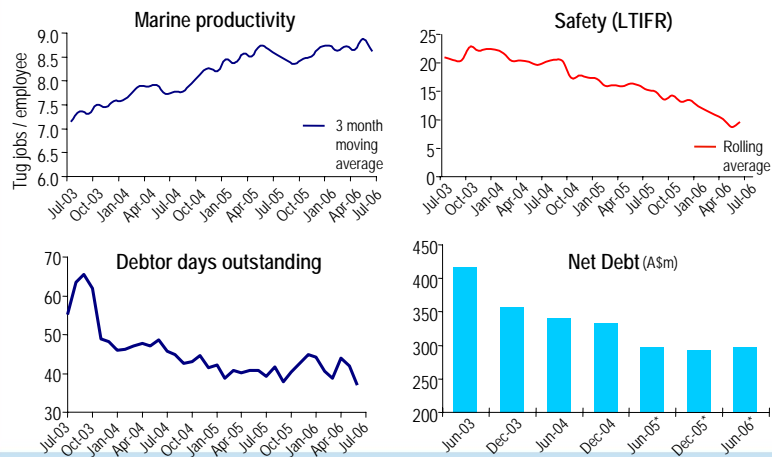 Marine productivity
Tug jobs / employee
9.0
8.5
8.0
7.5
7.0
6.5
6.0
3 month
moving
average
Jul-03
Oct-03
Jan-04
Apr-04
Jul-04
Oct-04
Jan-05
Apr-05
Jul-05
Oct-05
Jan-06
Apr-06
Jul-06
Safety (LTIFR)
25
20
15
10
5
0
Rolling
average
Jul-03
Oct-03
Jan-04
Apr-04
Jul-04
Oct-04
Jan-05
Apr-05
Jul-05
Oct-05
Jan-06
Apr-06
Jul-06
Debtor days outstanding
70
60
50
40
30
Jul-03
Oct-03
Jan-04
Apr-04
Jul-04
Oct-04
Jan-05
Apr-05
Jul-05
Oct-05
Jan-06
Apr-06
Jul-06
Net Debt (A$m)
450
400
350
300
250
200
Jun-03
Dec-03
Jun-04
Dec-04
Jun-05*
Dec-05*
Jun-06*